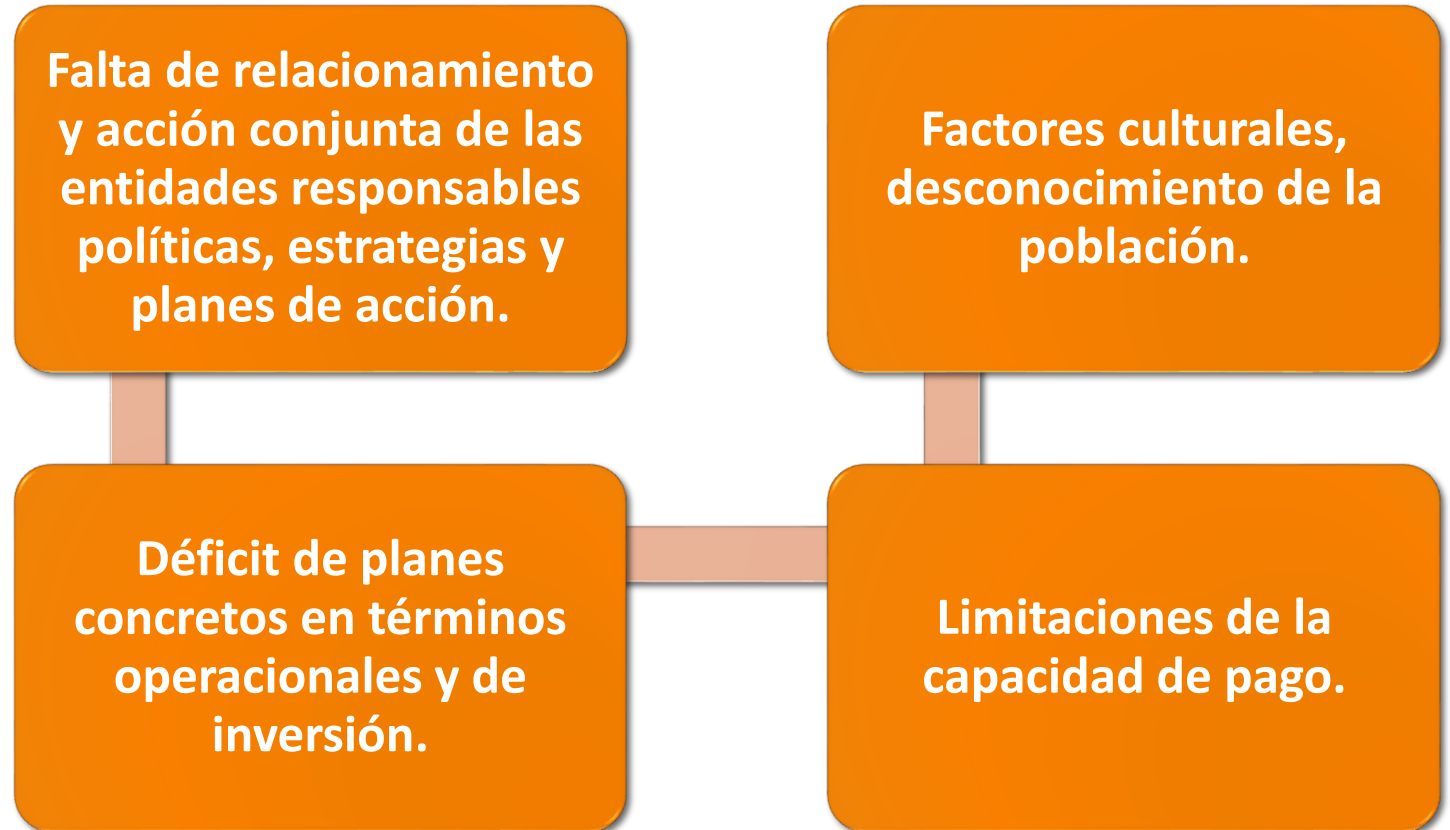 Falta de relacionamiento
y acción conjunta de las
entidades responsables
políticas, estrategias y
planes de acción.
Déficit de planes
concretos en términos
operacionales y de
inversión.
Limitaciones de la
capacidad de pago.
Factores culturales,
desconocimiento de la
población.